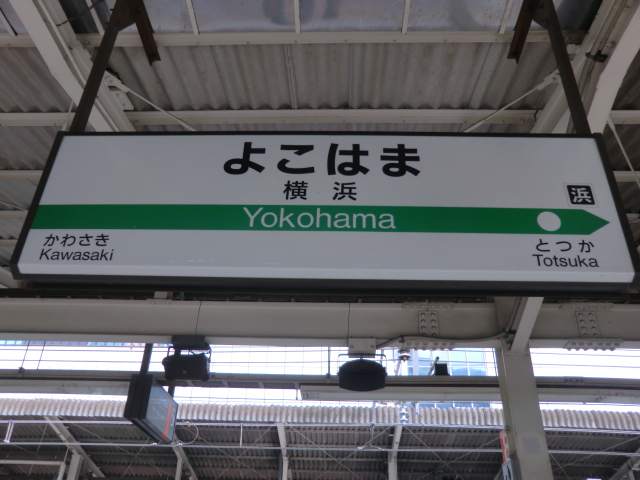 よこはま
横浜
浜
Yokohama
かわさき
Kawasaki
とつか
Totsuka